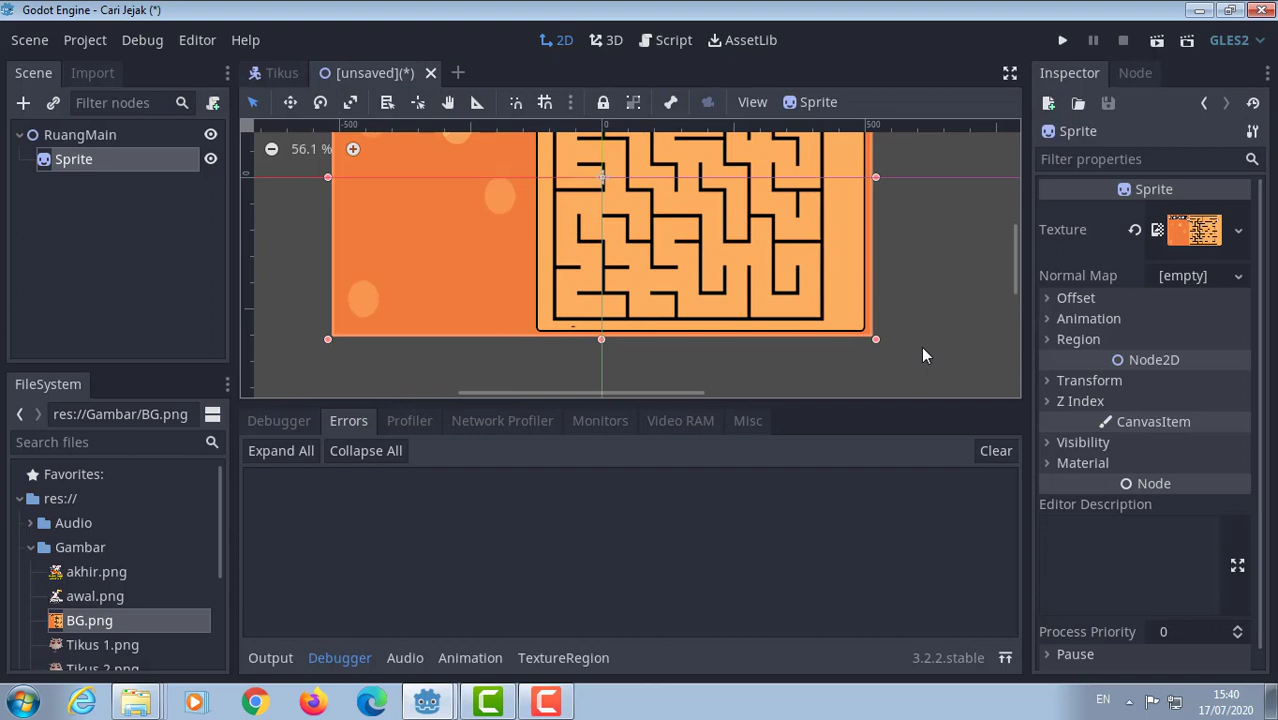 Godot Engine - Cari Jejak (*)
Scene Project Debug Editor Help
2D 3D Script AssetLib
GLES2
Scene Import
Tikus [unsaved](*)
Inspector Node
Filter nodes
View Sprite
RuangMain
Sprite
-500 0 500
56.1 %
0
Sprite
Filter properties
Sprite
Texture
Normal Map [empty]
Offset
Animation
Region
Node2D
Transform
Z Index
CanvasItem
Visibility
Material
Node
Editor Description
Process Priority 0
Pause
FileSystem
res://Gambar/BG.png
Search files
Favorites:
res://
Audio
Gambar
akhir.png
awal.png
BG.png
Tikus 1.png
Tikus 2.png
Debugger Errors Profiler Network Profiler Monitors Video RAM Misc
Expand All Collapse All Clear
Output Debugger Audio Animation TextureRegion 3.2.2.stable
EN
15:40
17/07/2020